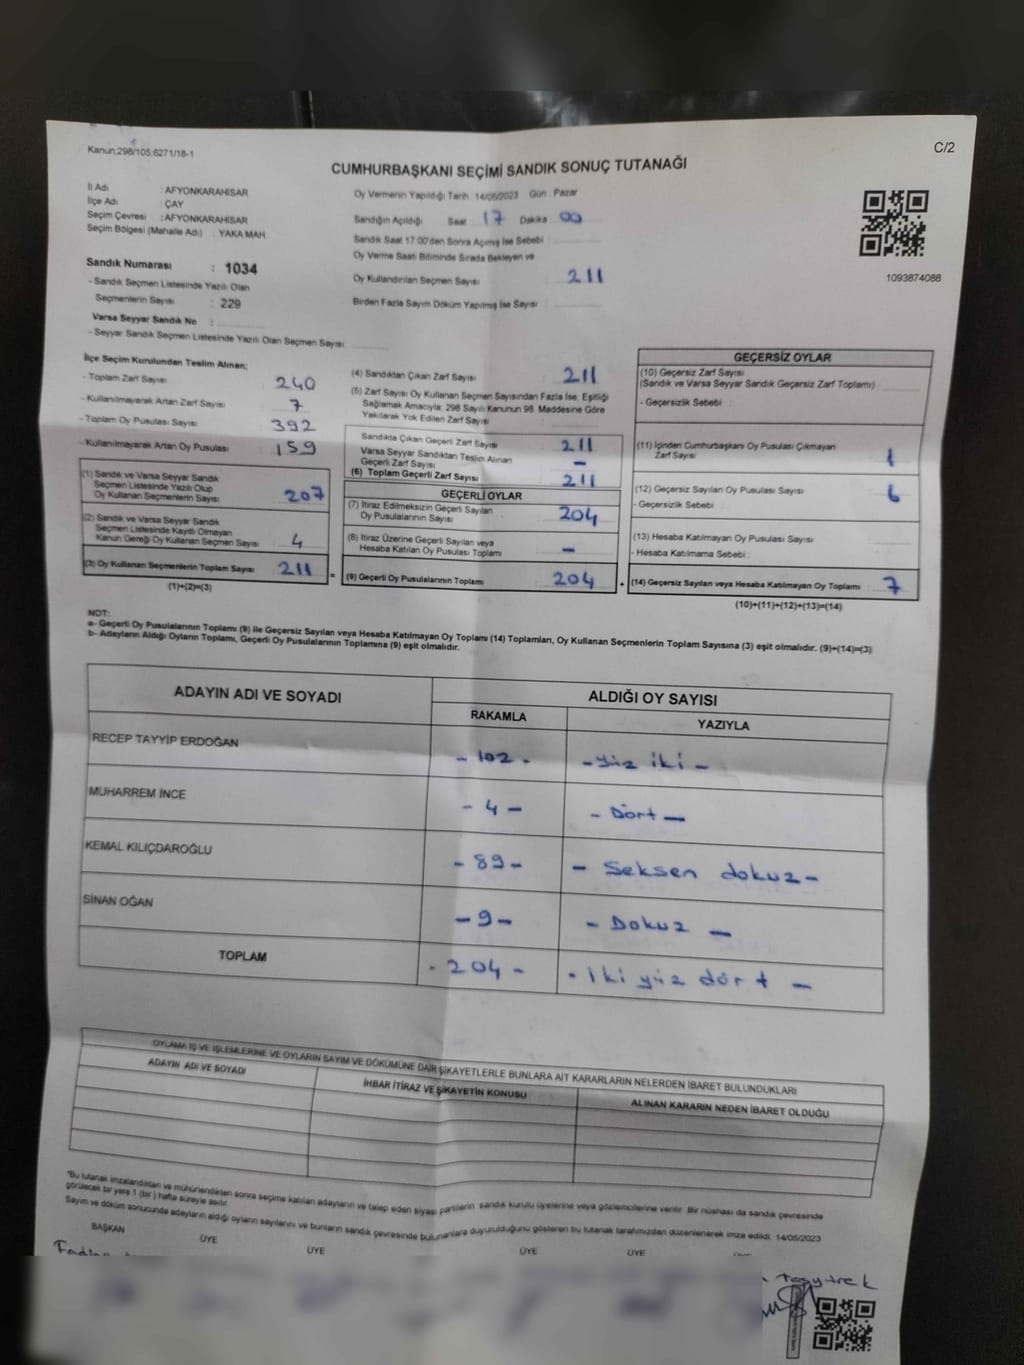 Kanun;298/105;6271/18-1
C/2
CUMHURBAŞKANI SEÇİMİ SANDIK SONUÇ TUTANAĞI
İl Adı : AFYONKARAHİSAR
İlçe Adı : ÇAY
Seçim Çevresi : AFYONKARAHİSAR
Seçim Bölgesi (Mahalle Adı) : YAKA MAH
Sandık Numarası : 1034
- Sandık Seçmen Listesinde Yazılı Olan
Seçmenlerin Sayısı : 229
Varsa Seyyar Sandık No :
- Seyyar Sandık Seçmen Listesinde Yazılı Olan Seçmen Sayısı
Oy Vermenin Yapıldığı Tarih 14/05/2023 Gün : Pazar
Sandığın Açıldığı Saat : 17 Dakika : 00
Sandık Saat 17:00'den Sonra Açılmış İse Sebebi :
Oy Verme Saati Bitiminde Sırada Bekleyen ve
Oy Kullandırılan Seçmen Sayısı : 211
Birden Fazla Sayım Döküm Yapılmış İse Sayısı :
1093874088
İlçe Seçim Kurulundan Teslim Alınan;
- Toplam Zarf Sayısı : 240
- Kullanılmayarak Artan Zarf Sayısı : 7
- Toplam Oy Pusulası Sayısı : 392
- Kullanılmayarak Artan Oy Pusulası : 159
(1) Sandık ve Varsa Seyyar Sandık
Seçmen Listesinde Yazılı Olup
Oy Kullanan Seçmenlerin Sayısı : 207
(2) Sandık ve Varsa Seyyar Sandık
Seçmen Listesinde Kayıtlı Olmayan
Kanun Gereği Oy Kullanan Seçmen Sayısı : 4
(3) Oy Kullanan Seçmenlerin Toplam Sayısı : 211
(1)+(2)=(3)
(4) Sandıktan Çıkan Zarf Sayısı : 211
(5) Zarf Sayısı Oy Kullanan Seçmen Sayısından Fazla İse, Eşitliği
Sağlamak Amacıyla; 298 Sayılı Kanunun 98. Maddesine Göre
Yakılarak Yok Edilen Zarf Sayısı :
Sandıkta Çıkan Geçerli Zarf Sayısı : 211
Varsa Seyyar Sandıktan Teslim Alınan
Geçerli Zarf Sayısı : -
(6) Toplam Geçerli Zarf Sayısı : 211
GEÇERLİ OYLAR
(7) İtiraz Edilmeksizin Geçerli Sayılan
Oy Pusulalarının Sayısı : 204
(8) İtiraz Üzerine Geçerli Sayılan veya
Hesaba Katılan Oy Pusulası Toplamı : -
= (9) Geçerli Oy Pusulalarının Toplamı : 204
GEÇERSİZ OYLAR
(10) Geçersiz Zarf Sayısı
(Sandık ve Varsa Seyyar Sandık Geçersiz Zarf Toplamı) :
- Geçersizlik Sebebi :
(11) İçinden Cumhurbaşkanı Oy Pusulası Çıkmayan
Zarf Sayısı : 1
(12) Geçersiz Sayılan Oy Pusulası Sayısı : 6
- Geçersizlik Sebebi :
(13) Hesaba Katılmayan Oy Pusulası Sayısı :
- Hesaba Katılmama Sebebi :
+ (14) Geçersiz Sayılan veya Hesaba Katılmayan Oy Toplamı : 7
(10)+(11)+(12)+(13)=(14)
NOT:
a- Geçerli Oy Pusulalarının Toplamı (9) ile Geçersiz Sayılan veya Hesaba Katılmayan Oy Toplamı (14) Toplamları, Oy Kullanan Seçmenlerin Toplam Sayısına (3) eşit olmalıdır. (9)+(14)=(3)
b- Adayların Aldığı Oyların Toplamı, Geçerli Oy Pusulalarının Toplamına (9) eşit olmalıdır.
ADAYIN ADI VE SOYADI ALDIĞI OY SAYISI
RAKAMLA YAZIYLA
RECEP TAYYİP ERDOĞAN - 102 - - yüz iki -
MUHARREM İNCE - 4 - - Dört -
KEMAL KILIÇDAROĞLU - 89 - - Seksen dokuz -
SİNAN OĞAN - 9 - - Dokuz -
TOPLAM - 204 - - iki yüz dört -
OYLAMA İŞ VE İŞLEMLERİNE VE OYLARIN SAYIM VE DÖKÜMÜNE DAİR ŞİKAYETLERLE BUNLARA AİT KARARLARIN NELERDEN İBARET BULUNDUKLARI
ADAYIN ADI VE SOYADI İHBAR İTİRAZ VE ŞİKAYETİN KONUSU ALINAN KARARIN NEDEN İBARET OLDUĞU
*Bu tutanak imzalandıktan ve mühürlendikten sonra seçime katılan adayların ve talep eden siyasi partilerin sandık kurulu üyelerine veya gözlemcilerine verilir. Bir nüshası da sandık çevresinde
görülecek bir yere 1 (bir) hafta süreyle asılır.
Sayım ve döküm sonucunda adayların aldığı oyların sayılarını ve bunların sandık çevresinde bulunanlara duyurulduğunu gösteren bu tutanak tarafımızdan düzenlenerek imza edildi. 14/05/2023
BAŞKAN ÜYE ÜYE ÜYE ÜYE